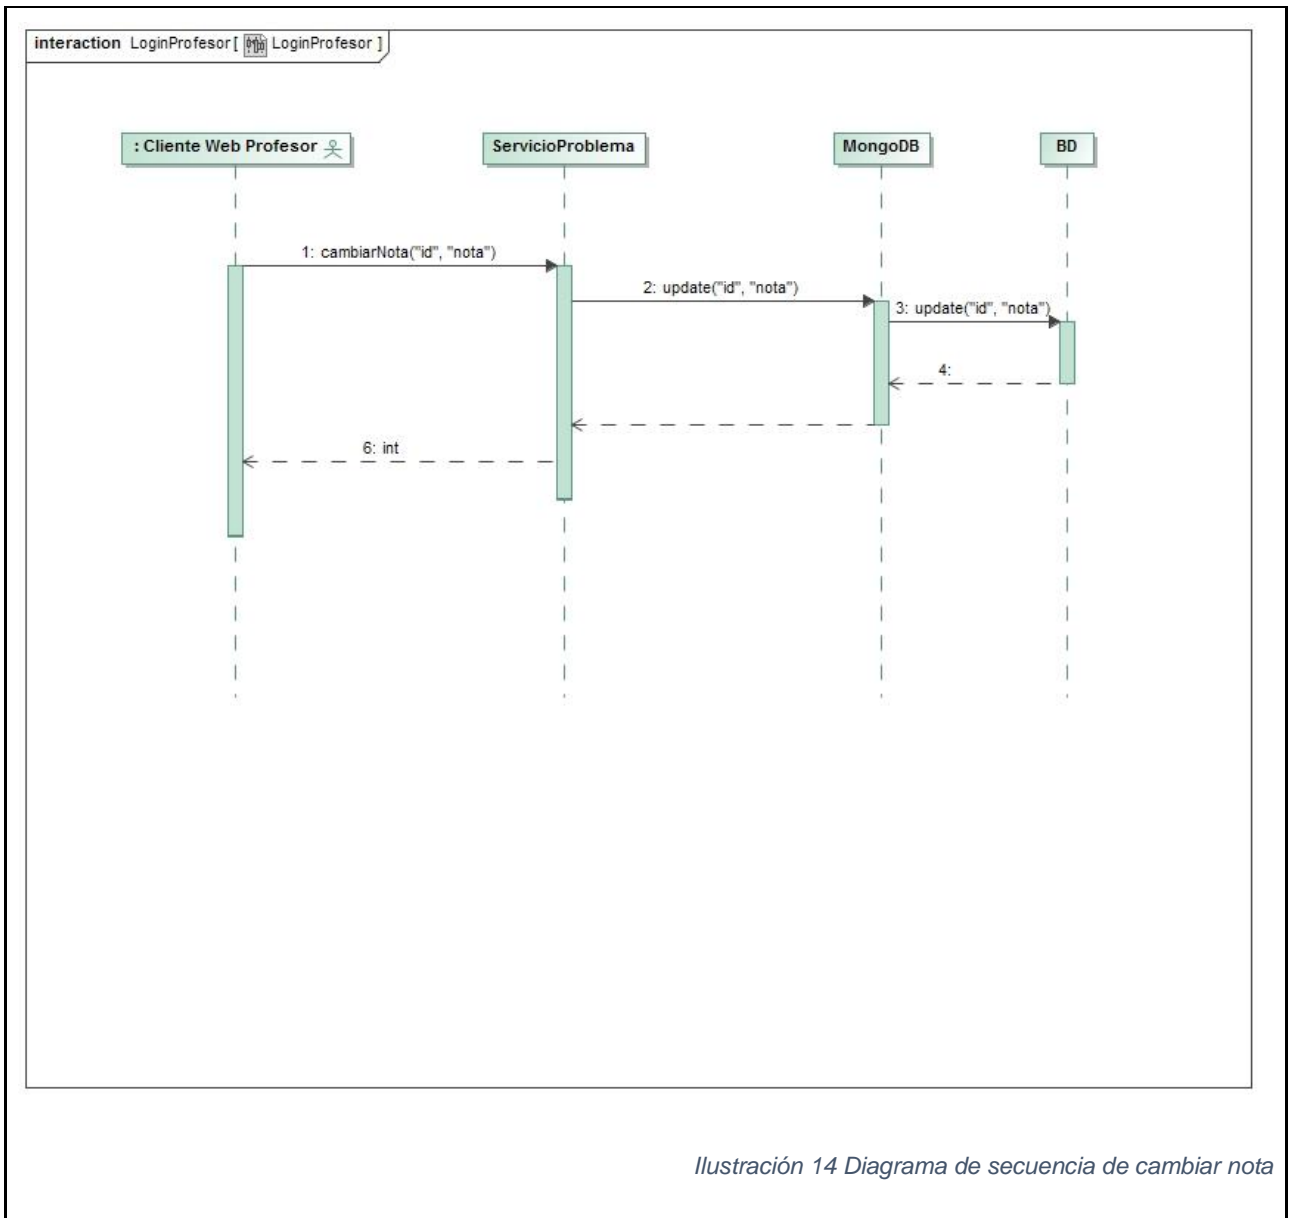 interaction LoginProfesor [ LoginProfesor ]
: Cliente Web Profesor
ServicioProblema
MongoDB
BD
1: cambiarNota("id", "nota")
2: update("id", "nota")
3: update("id", "nota")
4:
6: int
Ilustración 14 Diagrama de secuencia de cambiar nota